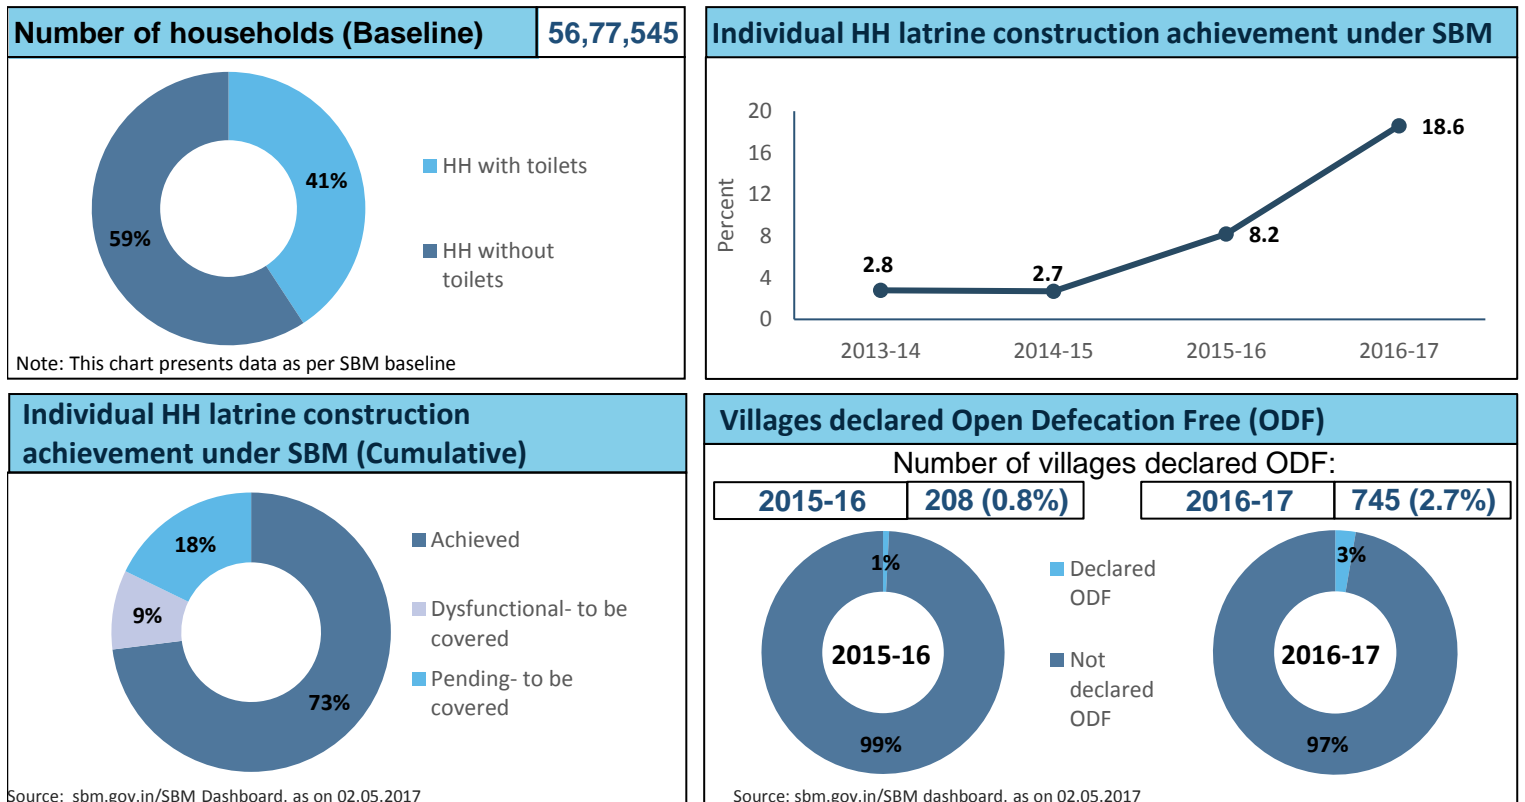 Number of households (Baseline) 56,77,545
41%
59%
HH with toilets
HH without
toilets
Note: This chart presents data as per SBM baseline
Individual HH latrine construction achievement under SBM
Percent
20
16
12
8
4
0
2.8
2.7
8.2
18.6
2013-14 2014-15 2015-16 2016-17
Individual HH latrine construction
achievement under SBM (Cumulative)
18%
9%
73%
Achieved
Dysfunctional- to be
covered
Pending- to be
covered
Source: sbm.gov.in/SBM Dashboard, as on 02.05.2017
Villages declared Open Defecation Free (ODF)
Number of villages declared ODF:
2015-16 208 (0.8%) 2016-17 745 (2.7%)
1%
2015-16
99%
Declared
ODF
Not
declared
ODF
3%
2016-17
97%
Source: sbm.gov.in/SBM dashboard, as on 02.05.2017